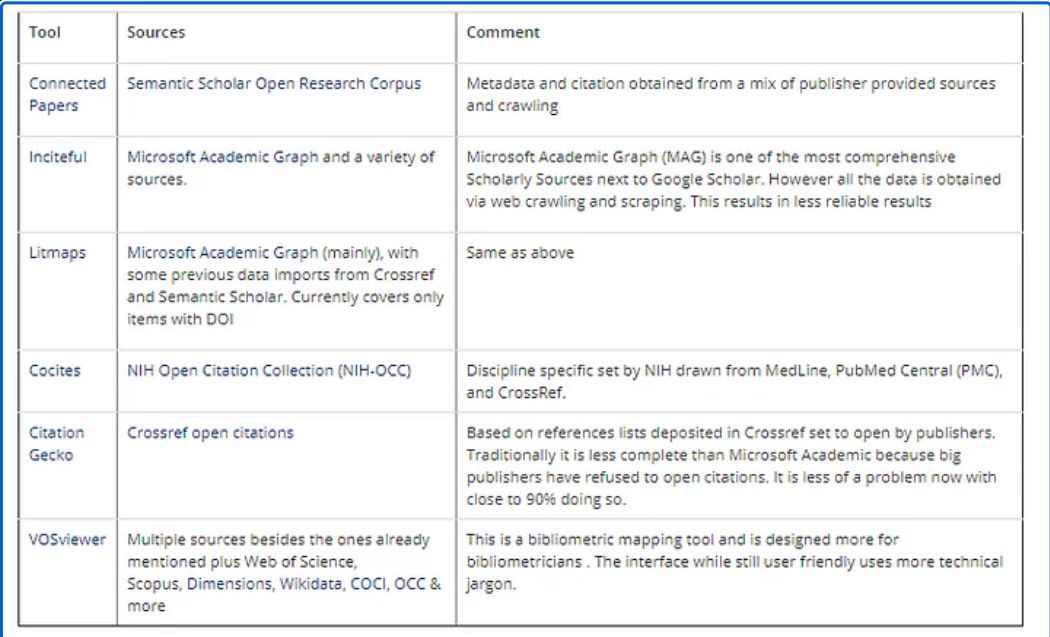 Tool Sources Comment
Connected Papers Semantic Scholar Open Research Corpus Metadata and citation obtained from a mix of publisher provided sources
and crawling
Inciteful Microsoft Academic Graph and a variety of
sources.
Microsoft Academic Graph (MAG) is one of the most comprehensive
Scholarly Sources next to Google Scholar. However all the data is obtained
via web crawling and scraping. This results in less reliable results
Litmaps
Microsoft Academic Graph (mainly), with
some previous data imports from Crossref
and Semantic Scholar. Currently covers only
items with DOI
Same as above
Cocites
NIH Open Citation Collection (NIH-OCC)
Discipline specific set by NIH drawn from MedLine, PubMed Central (PMC),
and CrossRef.
Citation
Gecko
Crossref open citations
Based on references lists deposited in Crossref set to open by publishers.
Traditionally it is less complete than Microsoft Academic because big
publishers have refused to open citations. It is less of a problem now with
close to 90% doing so.
VOSviewer
Multiple sources besides the ones already
mentioned plus Web of Science,
Scopus, Dimensions, Wikidata, COCI, OCC &
more
This is a bibliometric mapping tool and is designed more for
bibliometricians . The interface while still user friendly uses more technical
jargon.